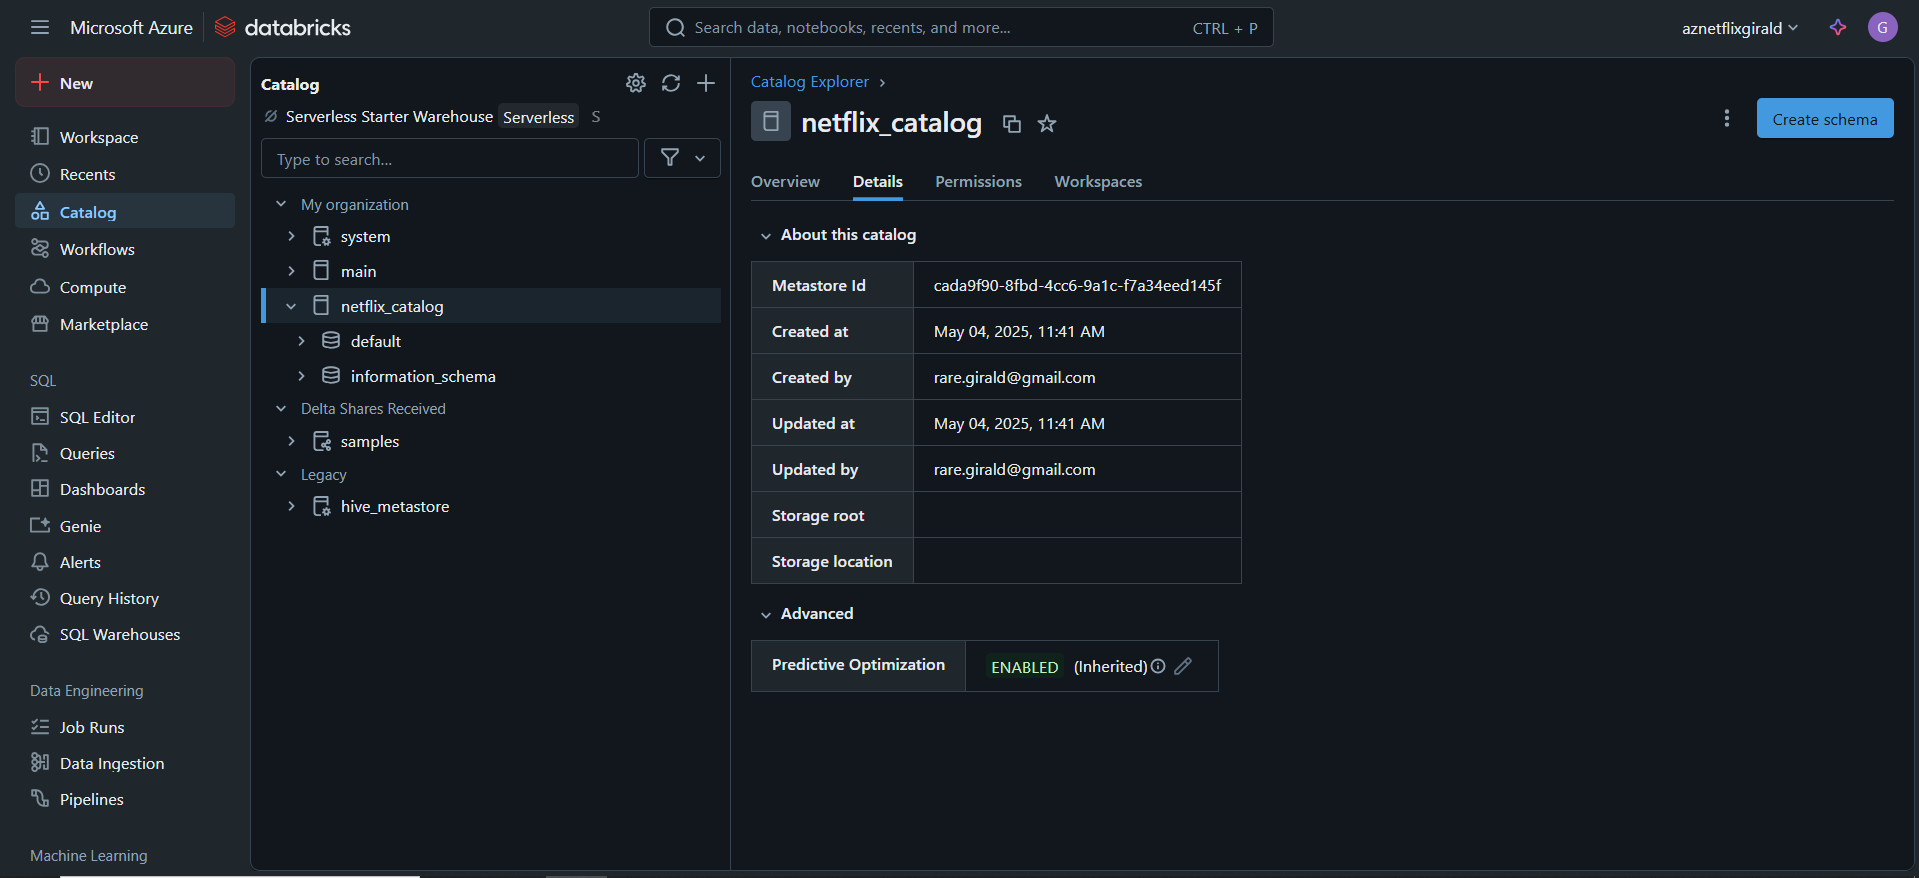 Microsoft Azure databricks
Search data, notebooks, recents, and more... CTRL + P
aznetflixgirald
G
New
Workspace
Recents
Catalog
Workflows
Compute
Marketplace
SQL
SQL Editor
Queries
Dashboards
Genie
Alerts
Query History
SQL Warehouses
Data Engineering
Job Runs
Data Ingestion
Pipelines
Machine Learning
Catalog
Serverless Starter Warehouse Serverless S
Type to search...
My organization
system
main
netflix_catalog
default
information_schema
Delta Shares Received
samples
Legacy
hive_metastore
Catalog Explorer
netflix_catalog
Create schema
Overview Details Permissions Workspaces
About this catalog
Metastore Id cada9f90-8fbd-4cc6-9a1c-f7a34eed145f
Created at May 04, 2025, 11:41 AM
Created by rare.girald@gmail.com
Updated at May 04, 2025, 11:41 AM
Updated by rare.girald@gmail.com
Storage root
Storage location
Advanced
Predictive Optimization ENABLED (Inherited)